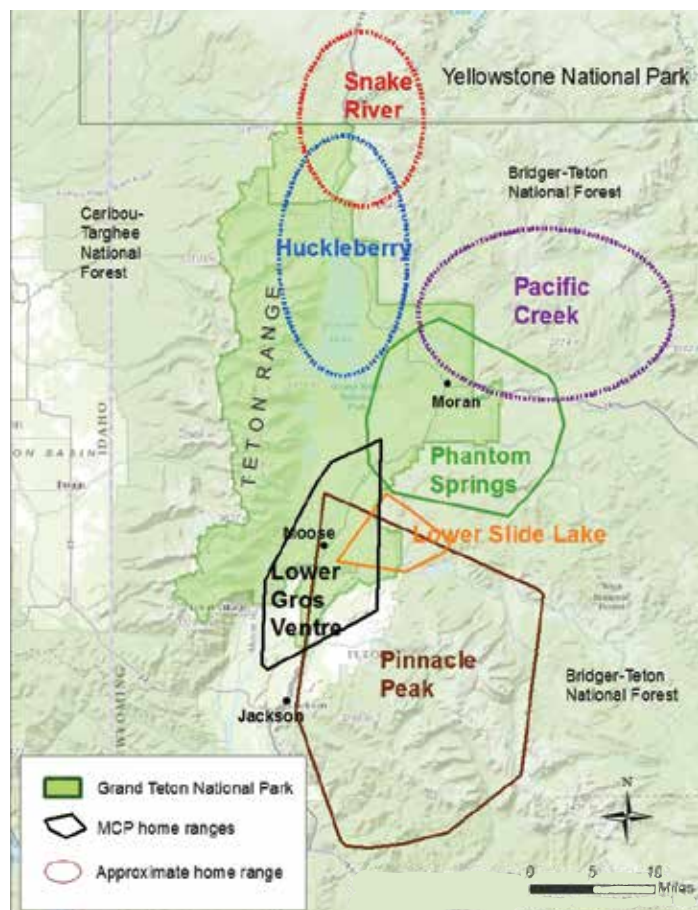 Snake
River
Yellowstone National Park
Bridger-Teton
National Forest
Caribou-
Targhee
National
Forest
Huckleberry
Pacific
Creek
TETON RANGE
Moran
IDAHO
Phantom
Springs
Moose
Lower Slide Lake
Lower
Gros
Ventre
Pinnacle
Peak
Bridger-Teton
National Forest
WYOMING
Jackson
Grand Teton National Park
MCP home ranges
Approximate home range
N
0 5 10
Miles